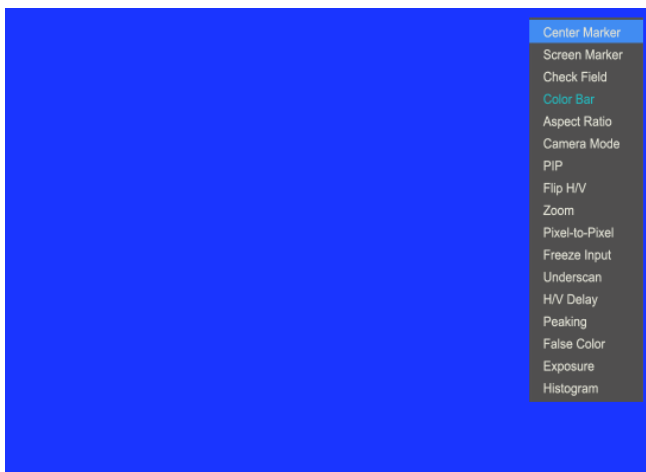 Center Marker
Screen Marker
Check Field
Color Bar
Aspect Ratio
Camera Mode
PIP
Flip H/V
Zoom
Pixel-to-Pixel
Freeze Input
Underscan
H/V Delay
Peaking
False Color
Exposure
Histogram